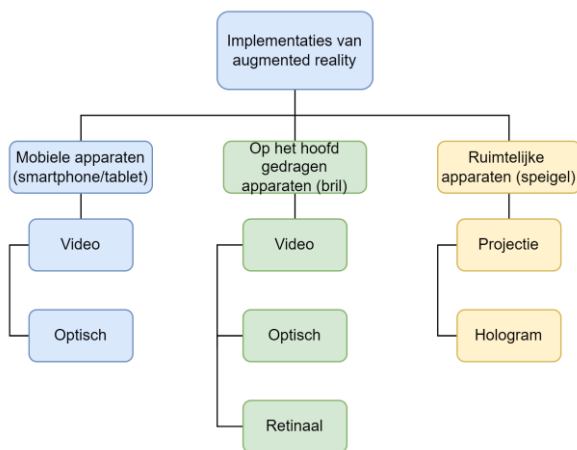 Implementaties van
augmented reality
Mobiele apparaten
(smartphone/tablet)
Op het hoofd
gedragen
apparaten (bril)
Ruimtelijke
apparaten (speigel)
Video
Video
Projectie
Optisch
Optisch
Hologram
Retinaal